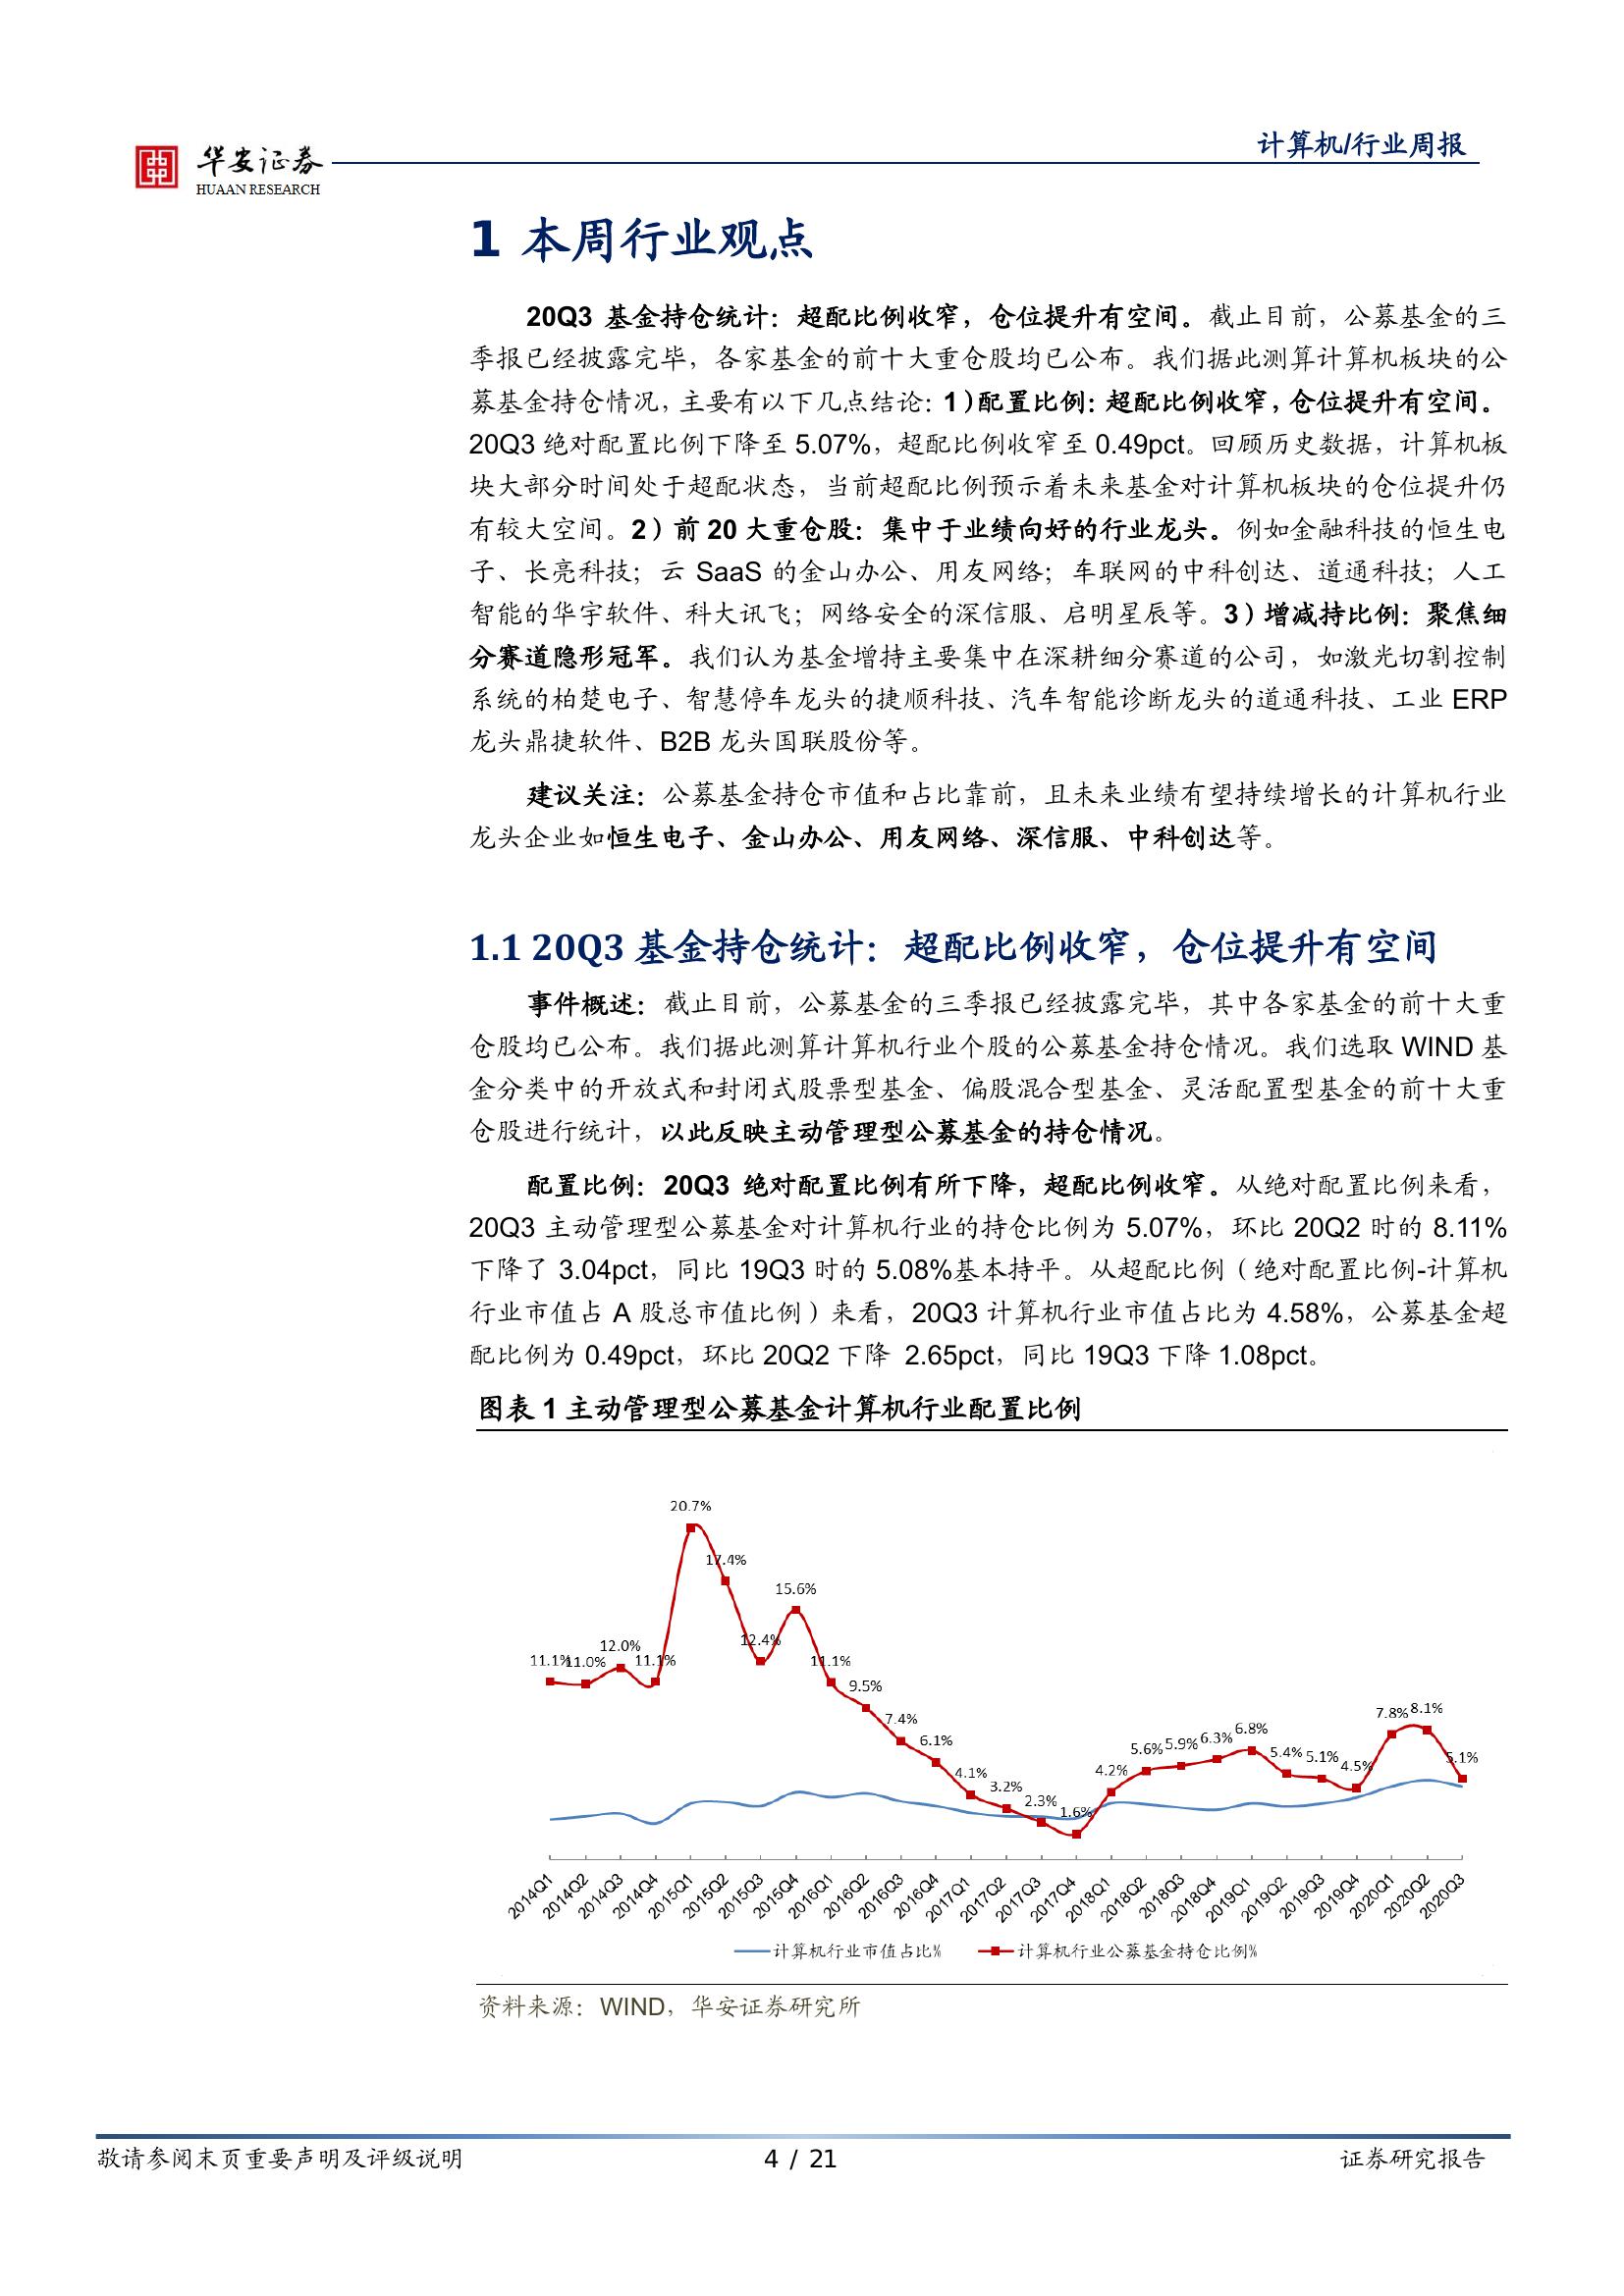 华安证券
HUAAN RESEARCH
计算机/行业周报
1 本周行业观点
20Q3 基金持仓统计：超配比例收窄，仓位提升有空间。截止目前，公募基金的三
季报已经披露完毕，各家基金的前十大重仓股均已公布。我们据此测算计算机板块的公
募基金持仓情况，主要有以下几点结论：1）配置比例：超配比例收窄，仓位提升有空间。
20Q3 绝对配置比例下降至 5.07%，超配比例收窄至 0.49pct。回顾历史数据，计算机板
块大部分时间处于超配状态，当前超配比例预示着未来基金对计算机板块的仓位提升仍
有较大空间。2）前 20 大重仓股：集中于业绩向好的行业龙头。例如金融科技的恒生电
子、长亮科技；云 SaaS 的金山办公、用友网络；车联网的中科创达、道通科技；人工
智能的华宇软件、科大讯飞；网络安全的深信服、启明星辰等。3）增减持比例：聚焦细
分赛道隐形冠军。我们认为基金增持主要集中在深耕细分赛道的公司，如激光切割控制
系统的柏楚电子、智慧停车龙头的捷顺科技、汽车智能诊断龙头的道通科技、工业 ERP
龙头鼎捷软件、B2B 龙头国联股份等。
建议关注：公募基金持仓市值和占比靠前，且未来业绩有望持续增长的计算机行业
龙头企业如恒生电子、金山办公、用友网络、深信服、中科创达等。
1.1 20Q3 基金持仓统计：超配比例收窄，仓位提升有空间
事件概述：截止目前，公募基金的三季报已经披露完毕，其中各家基金的前十大重
仓股均已公布。我们据此测算计算机行业个股的公募基金持仓情况。我们选取 WIND 基
金分类中的开放式和封闭式股票型基金、偏股混合型基金、灵活配置型基金的前十大重
仓股进行统计，以此反映主动管理型公募基金的持仓情况。
配置比例：20Q3 绝对配置比例有所下降，超配比例收窄。从绝对配置比例来看，
20Q3 主动管理型公募基金对计算机行业的持仓比例为 5.07%，环比 20Q2 时的 8.11%
下降了 3.04pct，同比 19Q3 时的 5.08%基本持平。从超配比例（绝对配置比例-计算机
行业市值占 A 股总市值比例）来看，20Q3 计算机行业市值占比为 4.58%，公募基金超
配比例为 0.49pct，环比 20Q2 下降 2.65pct，同比 19Q3 下降 1.08pct。
图表 1 主动管理型公募基金计算机行业配置比例
11.1% 11.0% 12.0% 11.1% 20.7% 17.4% 12.4% 15.6% 11.1% 9.5% 7.4% 6.1% 4.1% 3.2% 2.3% 1.6% 4.2% 5.6% 5.9% 6.3% 6.8% 5.4% 5.1% 4.5% 7.8% 8.1% 5.1%
2014Q1 2014Q2 2014Q3 2014Q4 2015Q1 2015Q2 2015Q3 2015Q4 2016Q1 2016Q2 2016Q3 2016Q4 2017Q1 2017Q2 2017Q3 2017Q4 2018Q1 2018Q2 2018Q3 2018Q4 2019Q1 2019Q2 2019Q3 2019Q4 2020Q1 2020Q2 2020Q3
计算机行业市值占比% 计算机行业公募基金持仓比例%
资料来源：WIND，华安证券研究所
敬请参阅末页重要声明及评级说明
4 / 21
证券研究报告